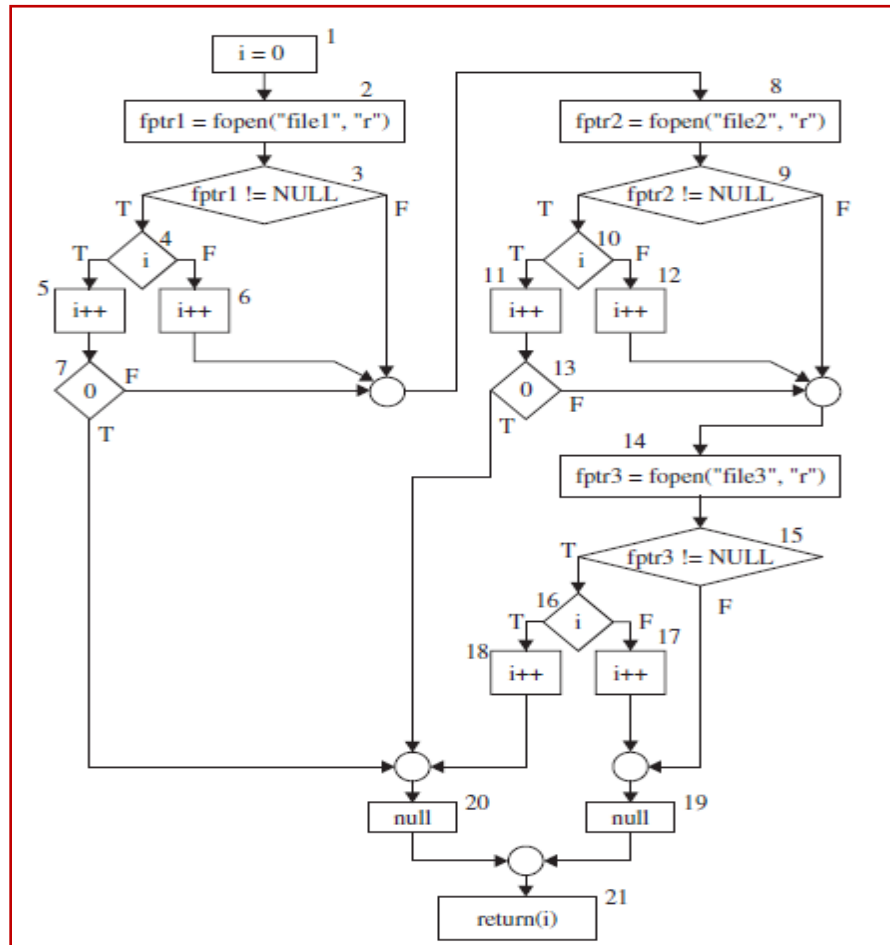 1
i = 0
2
fptr1 = fopen("file1", "r")
3
fptr1 != NULL
T
F
4
T
i
F
5
i++
6
i++
7
0
F
T
8
fptr2 = fopen("file2", "r")
9
fptr2 != NULL
T
F
10
T
i
F
11
i++
12
i++
13
0
T
F
14
fptr3 = fopen("file3", "r")
15
fptr3 != NULL
T
F
16
T
i
F
18
i++
17
i++
20
null
19
null
21
return(i)